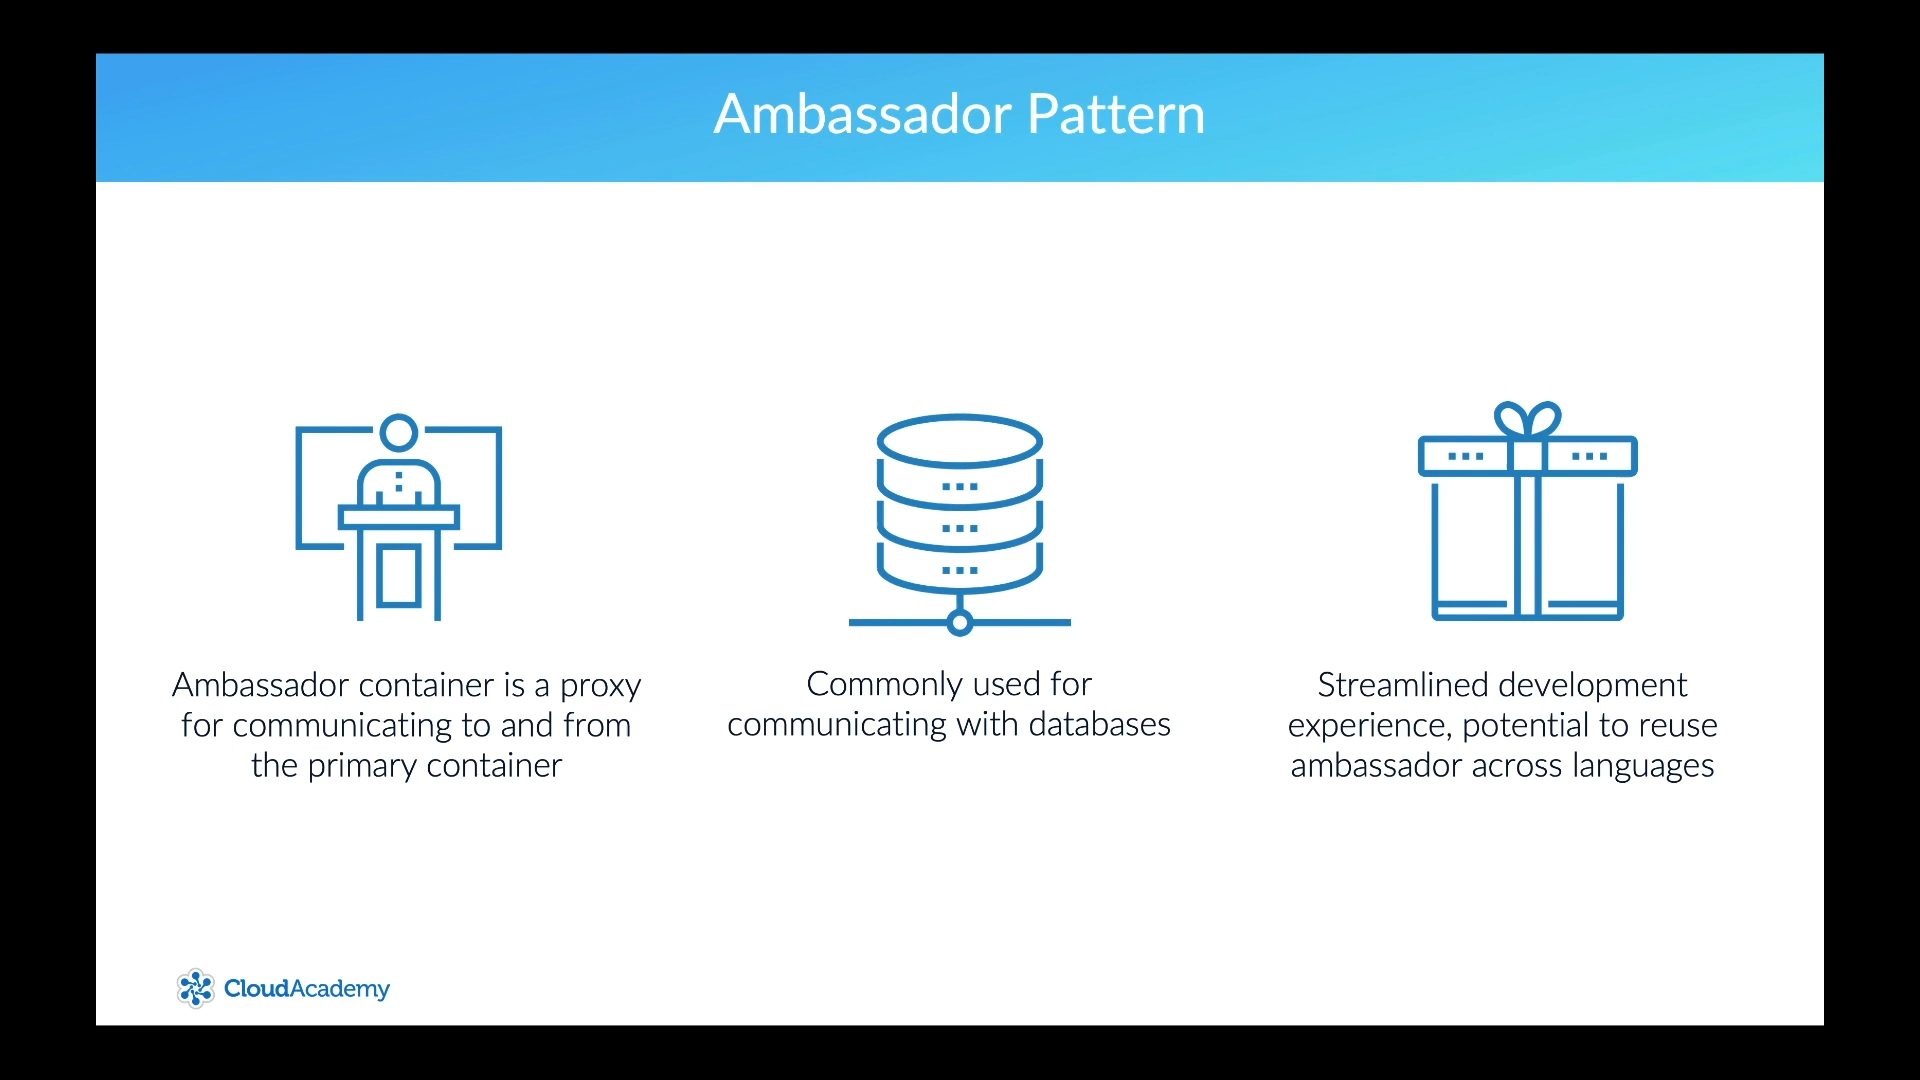 Ambassador Pattern
Ambassador container is a proxy
for communicating to and from
the primary container
Commonly used for
communicating with databases
Streamlined development
experience, potential to reuse
ambassador across languages
CloudAcademy